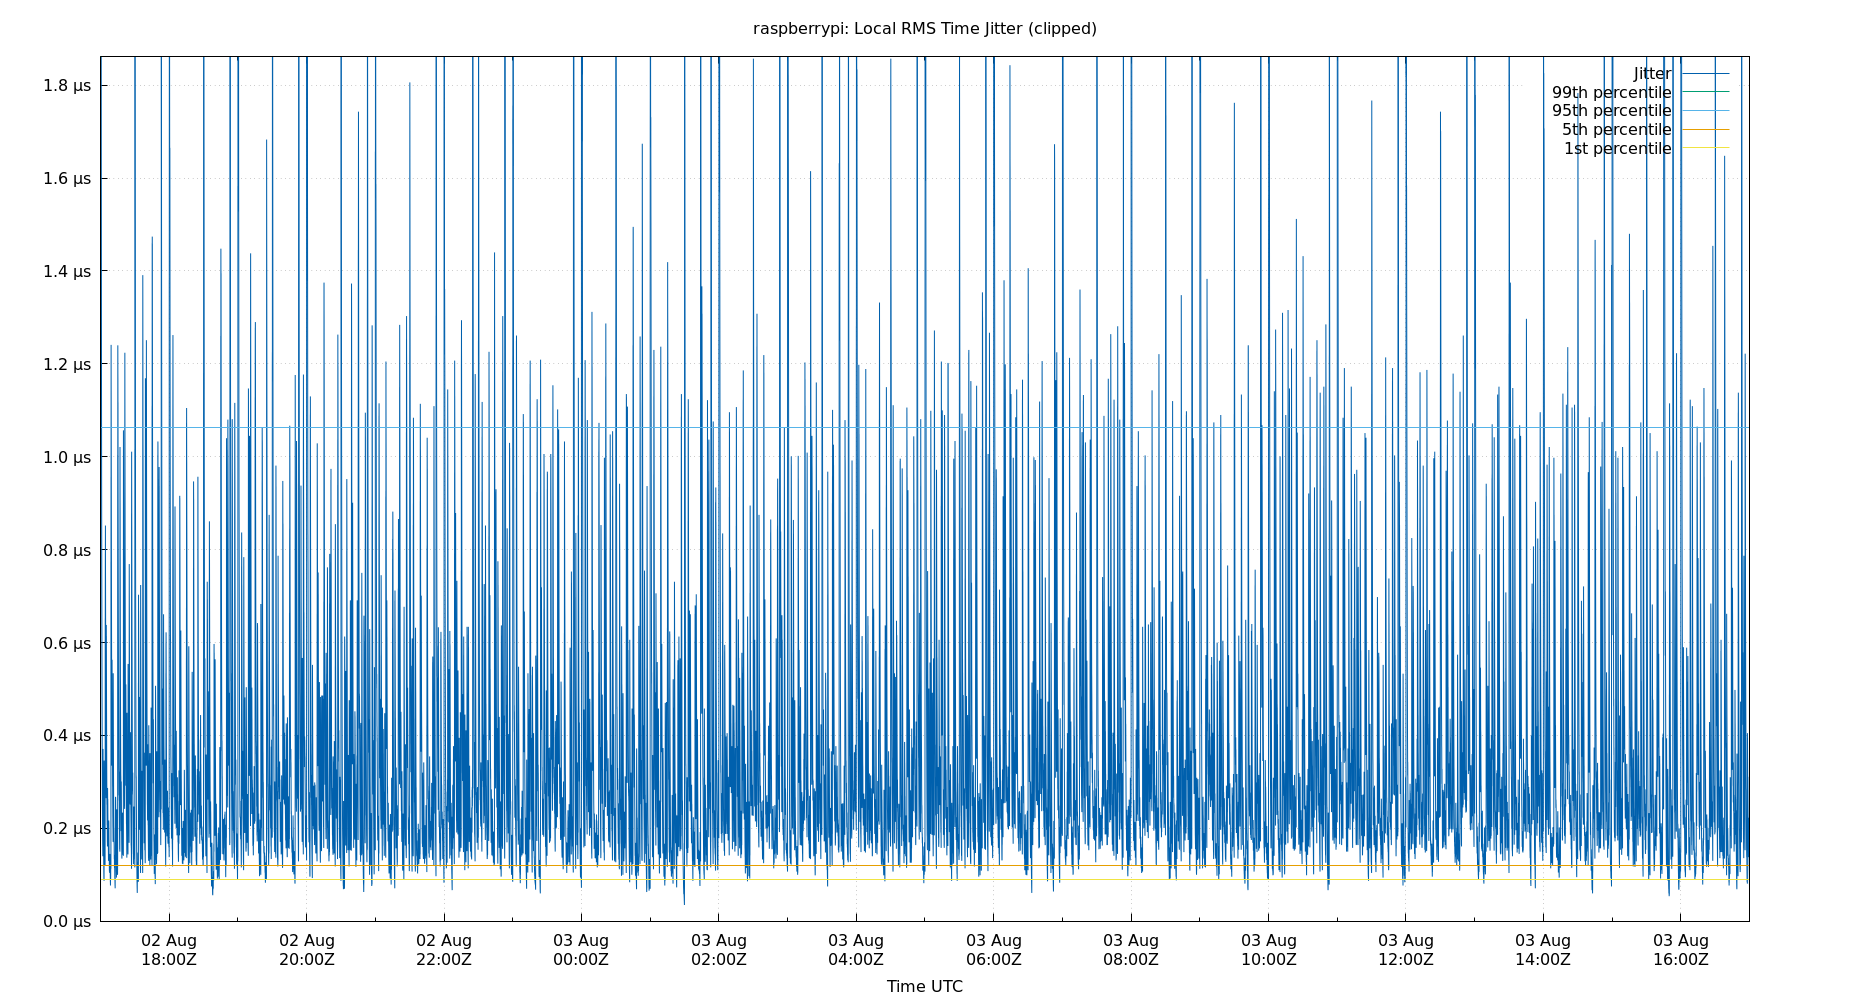 raspberrypi: Local RMS Time Jitter (clipped)
Jitter
99th percentile
95th percentile
5th percentile
1st percentile
1.8 µs
1.6 µs
1.4 µs
1.2 µs
1.0 µs
0.8 µs
0.6 µs
0.4 µs
0.2 µs
0.0 µs
02 Aug 02 Aug 02 Aug 03 Aug 03 Aug 03 Aug 03 Aug 03 Aug 03 Aug 03 Aug 03 Aug 03 Aug
18:00Z 20:00Z 22:00Z 00:00Z 02:00Z 04:00Z 06:00Z 08:00Z 10:00Z 12:00Z 14:00Z 16:00Z
Time UTC